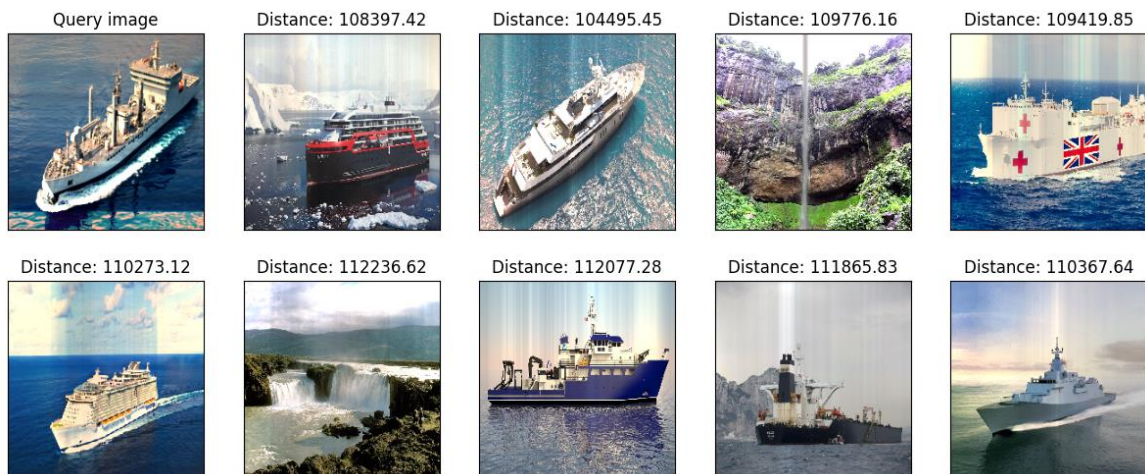 Query image
Distance: 108397.42
Distance: 104495.45
Distance: 109776.16
Distance: 109419.85
Distance: 110273.12
Distance: 112236.62
Distance: 112077.28
Distance: 111865.83
Distance: 110367.64